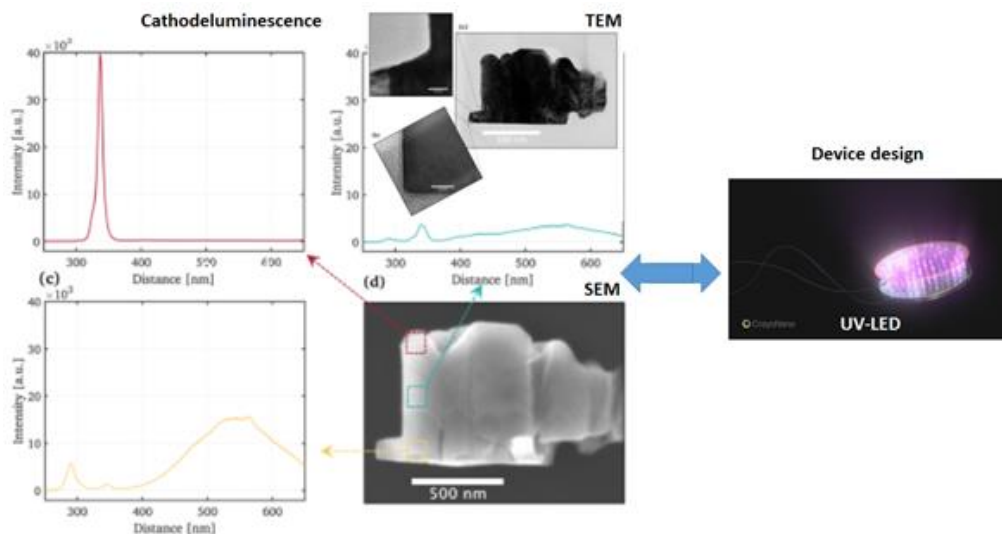 Cathodeluminescence
TEM
×10³
40
30
20
10
0
Intensity [a.u.]
300
400
500
600
(c)
Distance [nm]
40
30
20
10
0
Intensity [a.u.]
300
400
500
600
(d)
Distance [nm]
SEM
×10³
40
30
20
10
0
Intensity [a.u.]
300
400
500
600
Distance [nm]
500 nm
Device design
CrayoNano
UV-LED